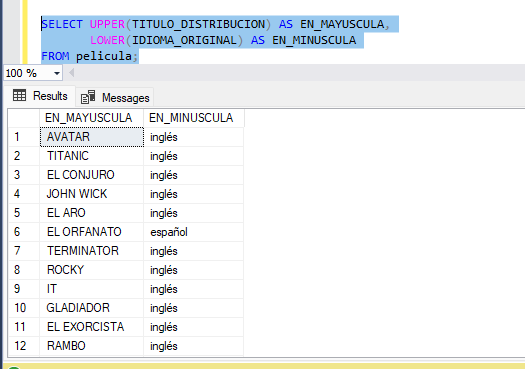 SELECT UPPER(TITULO_DISTRIBUCION) AS EN_MAYUSCULA,
LOWER(IDIOMA_ORIGINAL) AS EN_MINUSCULA
FROM pelicula;
100 %
Results Messages
EN_MAYUSCULA EN_MINUSCULA
1 AVATAR inglés
2 TITANIC inglés
3 EL CONJURO inglés
4 JOHN WICK inglés
5 EL ARO inglés
6 EL ORFANATO español
7 TERMINATOR inglés
8 ROCKY inglés
9 IT inglés
10 GLADIADOR inglés
11 EL EXORCISTA inglés
12 RAMBO inglés